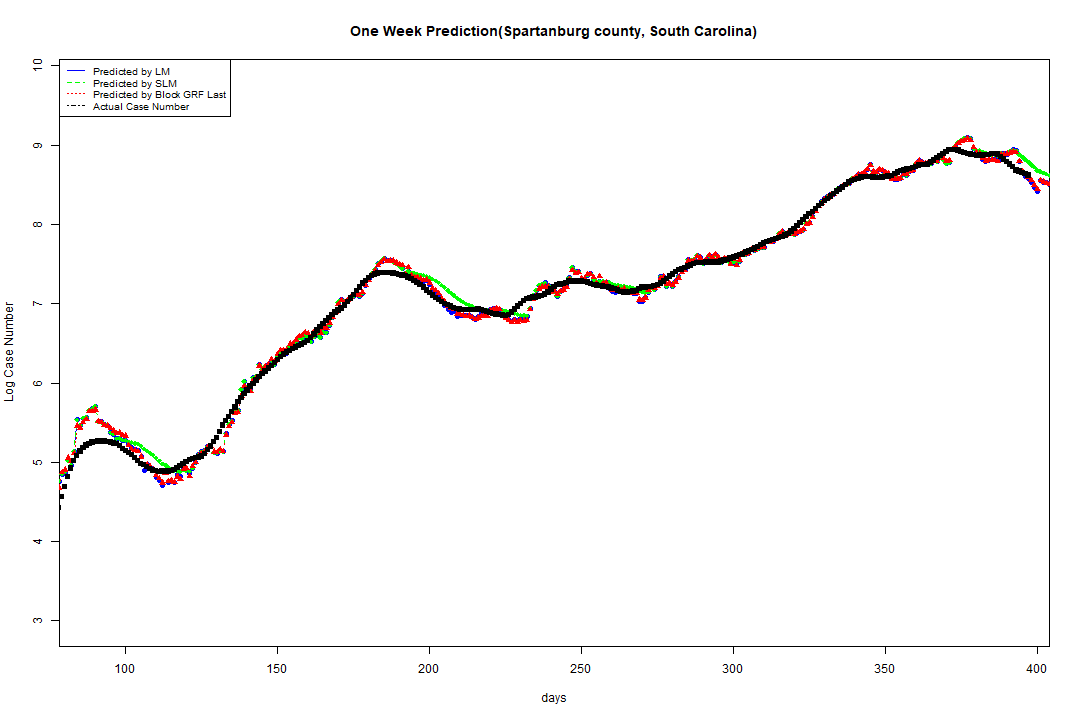 One Week Prediction(Spartanburg county, South Carolina)
Predicted by LM
Predicted by SLM
Predicted by Block GRF Last
Actual Case Number
10
9
8
7
6
5
4
3
Log Case Number
100
150
200
250
300
350
400
days